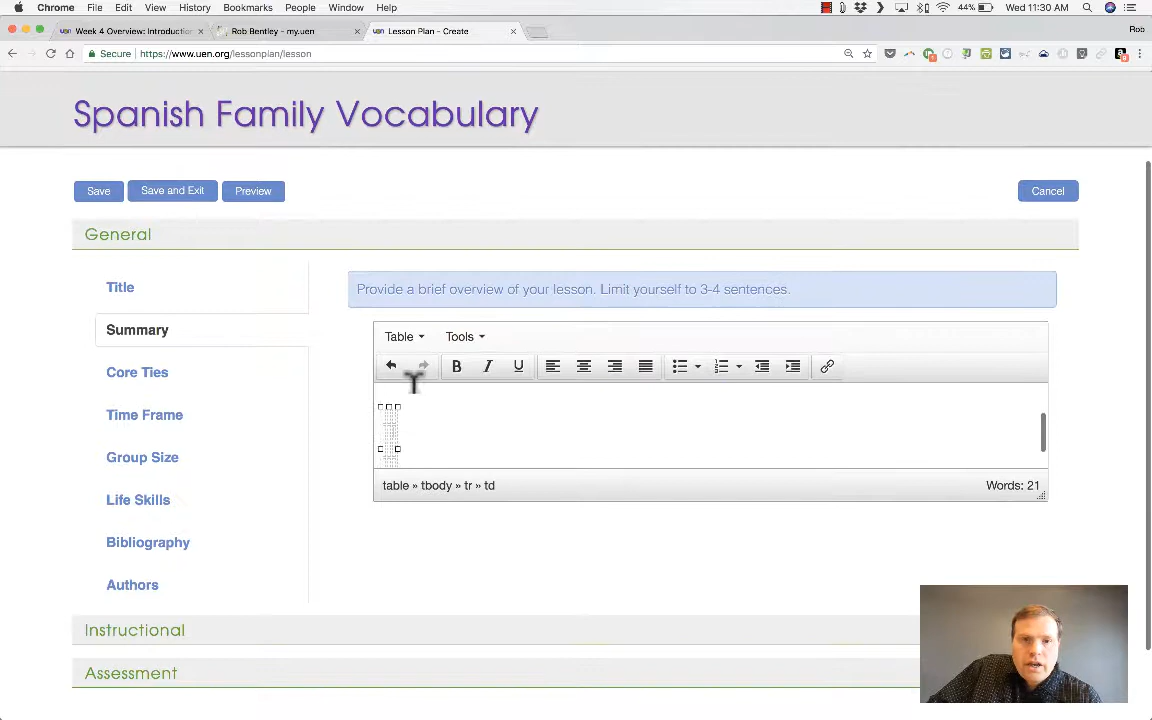 Chrome File Edit View History Bookmarks People Window Help 44% Wed 11:30 AM
Week 4 Overview: Introduction
Rob Bentley - my.uen
Lesson Plan - Create
Rob
Secure https://www.uen.org/lessonplan/lesson
Spanish Family Vocabulary
Save Save and Exit Preview Cancel
General
Title
Provide a brief overview of your lesson. Limit yourself to 3-4 sentences.
Summary
Table Tools
B I U
Core Ties
Time Frame
Group Size
table » tbody » tr » td Words: 21
Life Skills
Bibliography
Authors
Instructional
Assessment